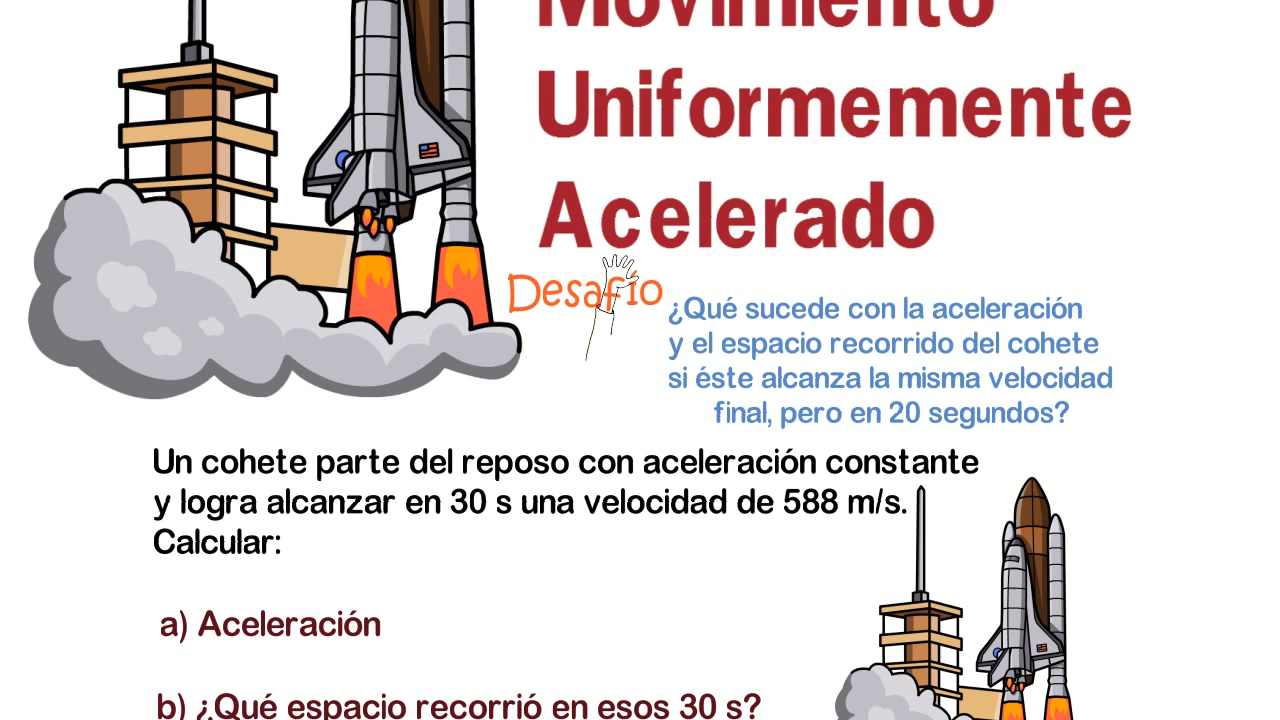 Movimiento
Uniformemente
Acelerado
Desafío
¿Qué sucede con la aceleración
y el espacio recorrido del cohete
si éste alcanza la misma velocidad
final, pero en 20 segundos?
Un cohete parte del reposo con aceleración constante
y logra alcanzar en 30 s una velocidad de 588 m/s.
Calcular:
a) Aceleración
b) ¿Qué espacio recorrió en esos 30 s?